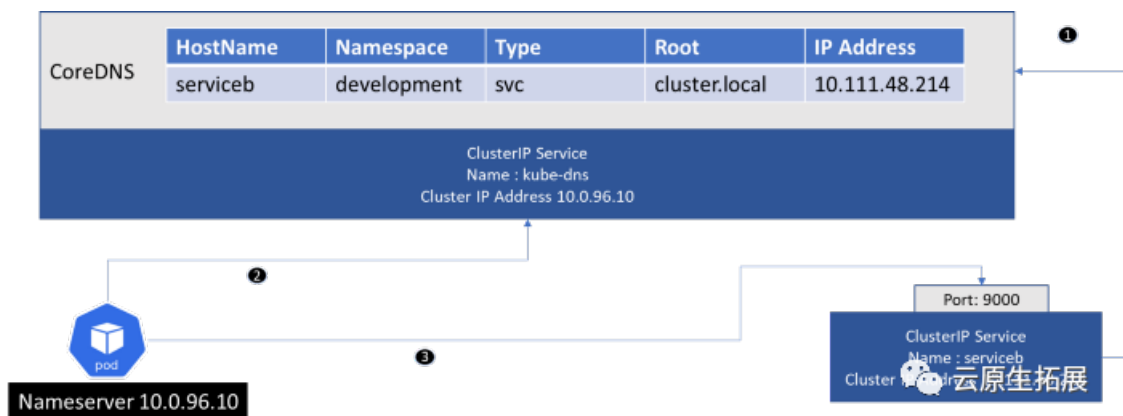 HostName Namespace Type Root IP Address
CoreDNS
serviceb development svc cluster.local 10.111.48.214
ClusterIP Service
Name : kube-dns
Cluster IP Address 10.0.96.10
❶
❷
❸
pod
Nameserver 10.0.96.10
Port: 9000
ClusterIP Service
Name : serviceb
Cluster
云原生拓展